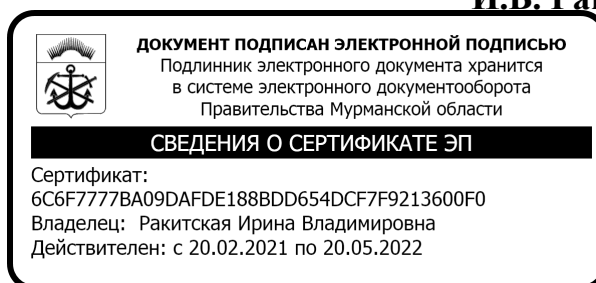 ДОКУМЕНТ ПОДПИСАН ЭЛЕКТРОННОЙ ПОДПИСЬЮ
Подлинник электронного документа хранится
в системе электронного документооборота
Правительства Мурманской области
СВЕДЕНИЯ О СЕРТИФИКАТЕ ЭП
Сертификат:
6C6F7777BA09DAFDE188BDD654DCF7F9213600F0
Владелец: Ракитская Ирина Владимировна
Действителен: с 20.02.2021 по 20.05.2022